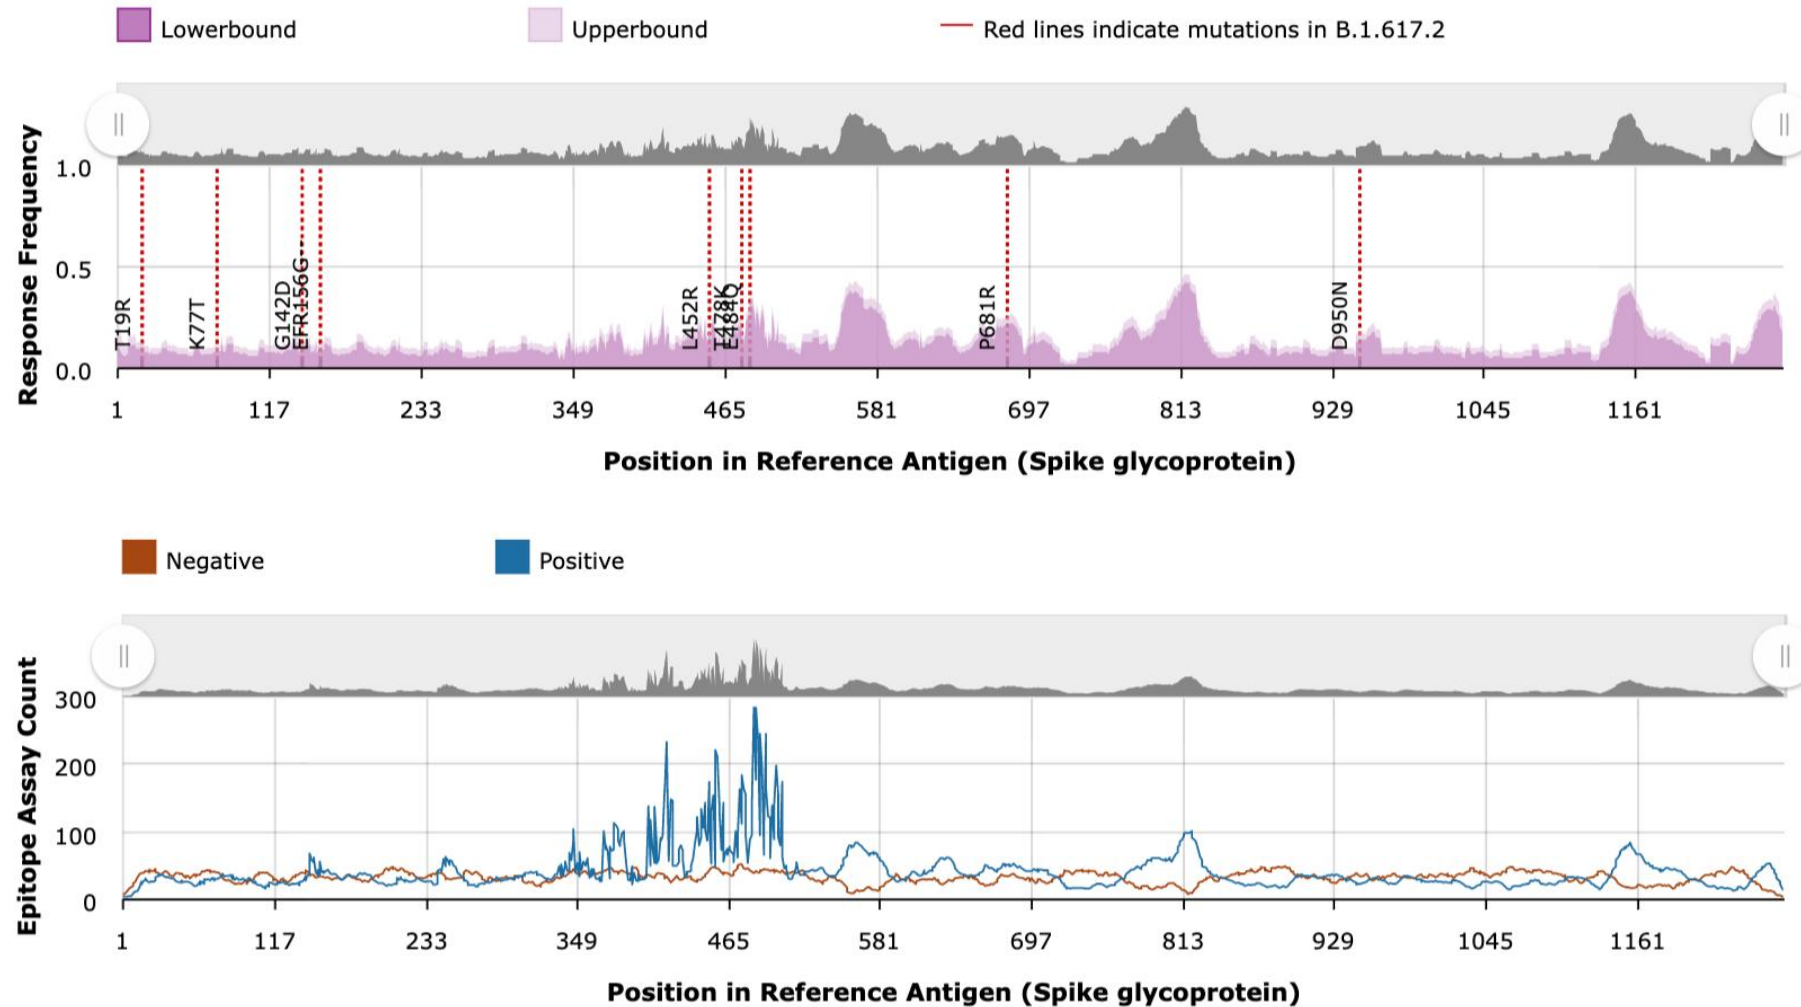 Lowerbound Upperbound Red lines indicate mutations in B.1.617.2
Response Frequency
1.0
0.5
0.0
T19R K77T G142D EFR156G-- L452R T478K E484Q P681R D950N
1 117 233 349 465 581 697 813 929 1045 1161
Position in Reference Antigen (Spike glycoprotein)
Negative Positive
Epitope Assay Count
300
200
100
0
1 117 233 349 465 581 697 813 929 1045 1161
Position in Reference Antigen (Spike glycoprotein)